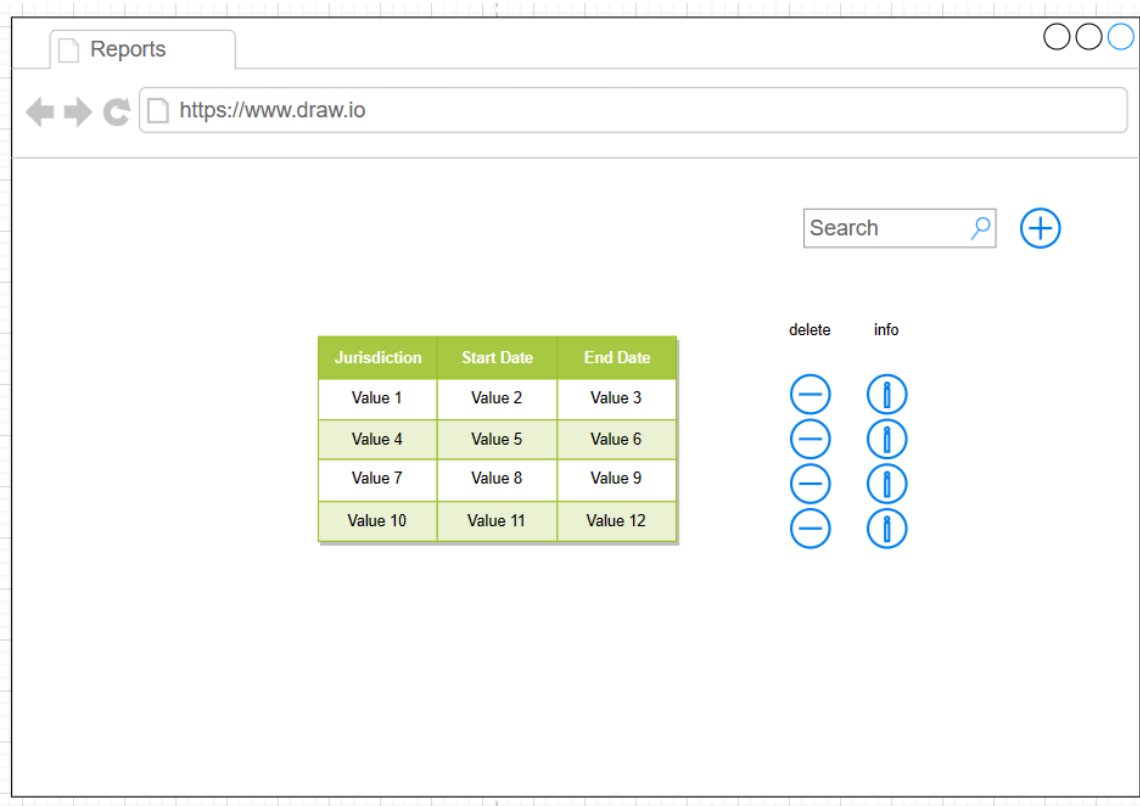 Reports
https://www.draw.io
Search
delete info
Jurisdiction Start Date End Date
Value 1 Value 2 Value 3
Value 4 Value 5 Value 6
Value 7 Value 8 Value 9
Value 10 Value 11 Value 12